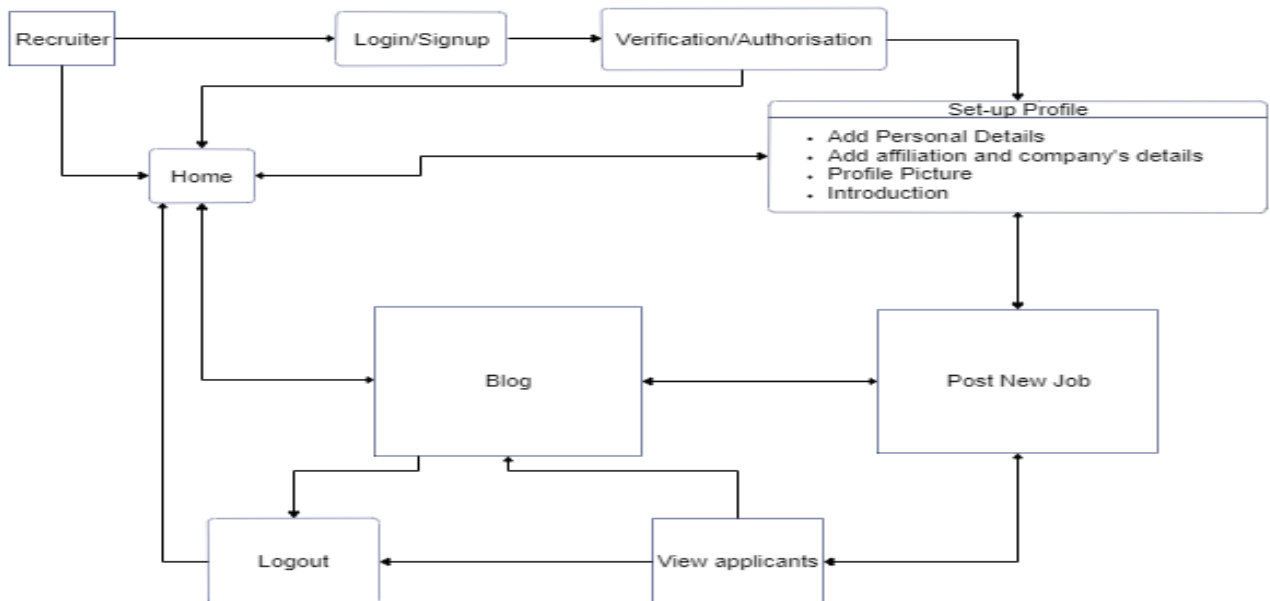 Recruiter
Login/Signup
Verification/Authorisation
Set-up Profile
• Add Personal Details
• Add affiliation and company's details
• Profile Picture
• Introduction
Home
Blog
Post New Job
Logout
View applicants